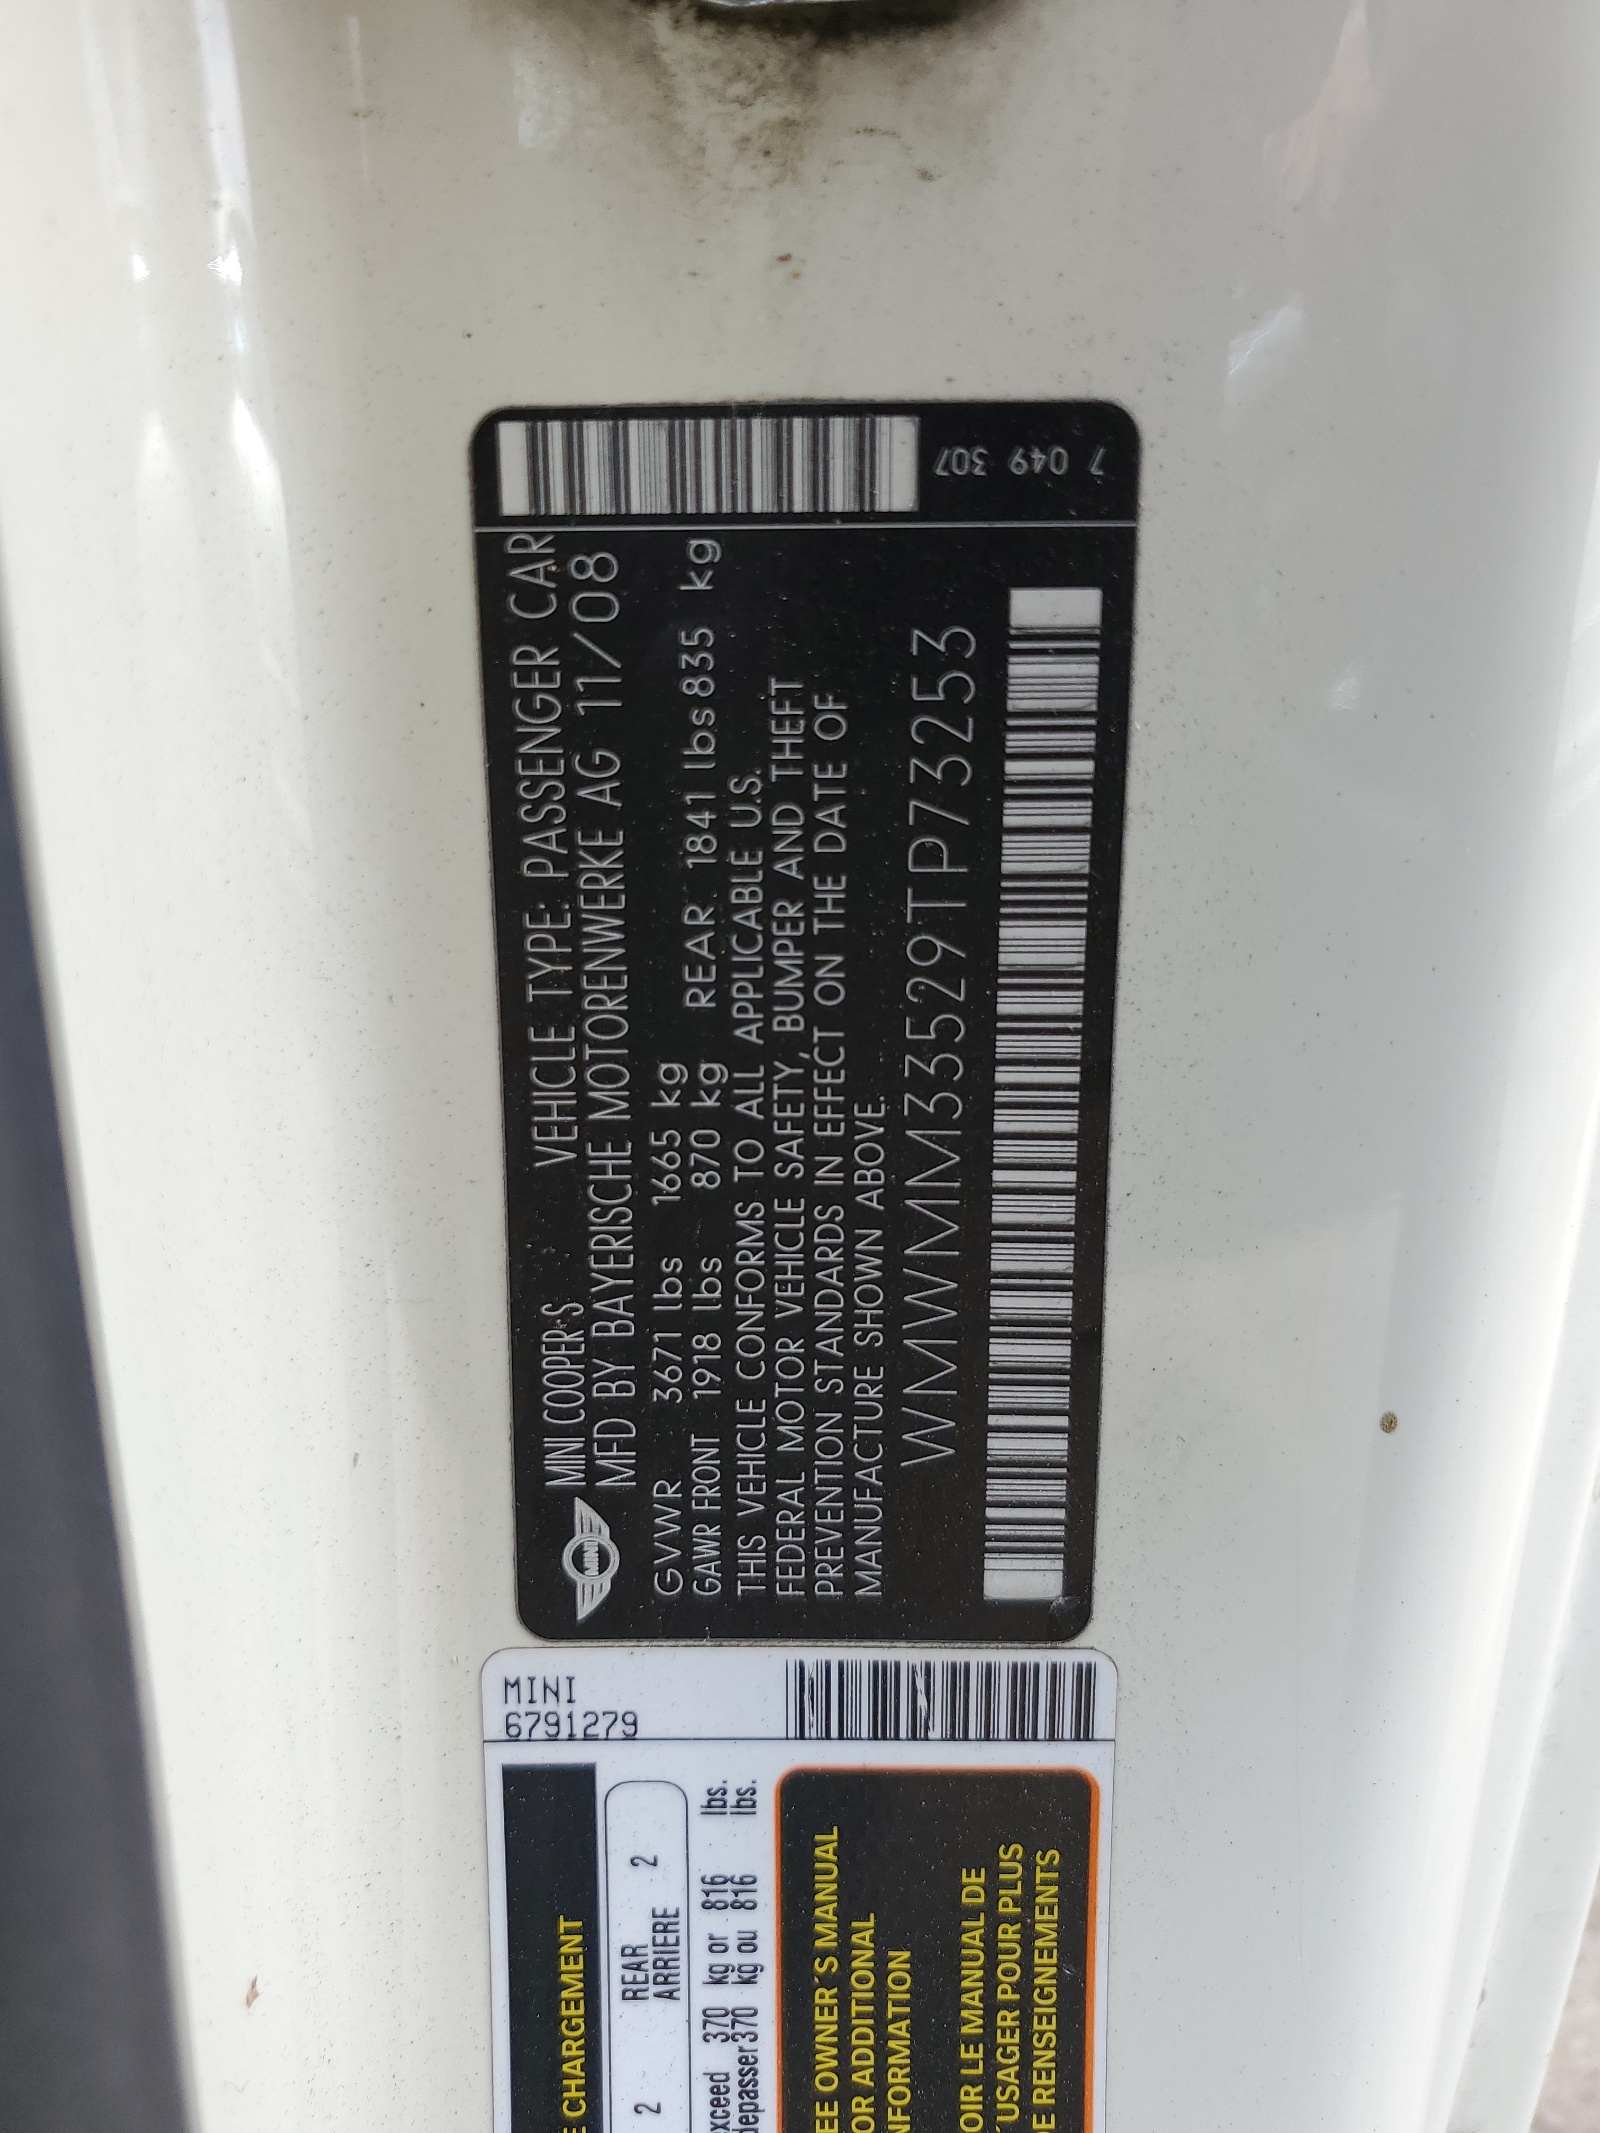 MINI COOPER S VEHICLE TYPE: PASSENGER CAR
MFD BY BAYERISCHE MOTORENWERKE AG 11/08
MINI
GVWR 3671 lbs 1665 kg
GAWR FRONT 1918 lbs 870 kg REAR 1841 lbs 835 kg
THIS VEHICLE CONFORMS TO ALL APPLICABLE U.S.
FEDERAL MOTOR VEHICLE SAFETY, BUMPER AND THEFT
PREVENTION STANDARDS IN EFFECT ON THE DATE OF
MANUFACTURE SHOWN ABOVE.
WMWMM33529TP73253
7 049 307
MINI
6791279
E CHARGEMENT
2 REAR 2
ARRIERE
xceed 370 kg or 816 lbs.
depasser 370 kg ou 816 lbs.
EE OWNER'S MANUAL
OR ADDITIONAL
NFORMATION
OIR LE MANUAL DE
'USAGER POUR PLUS
DE RENSEIGNEMENTS